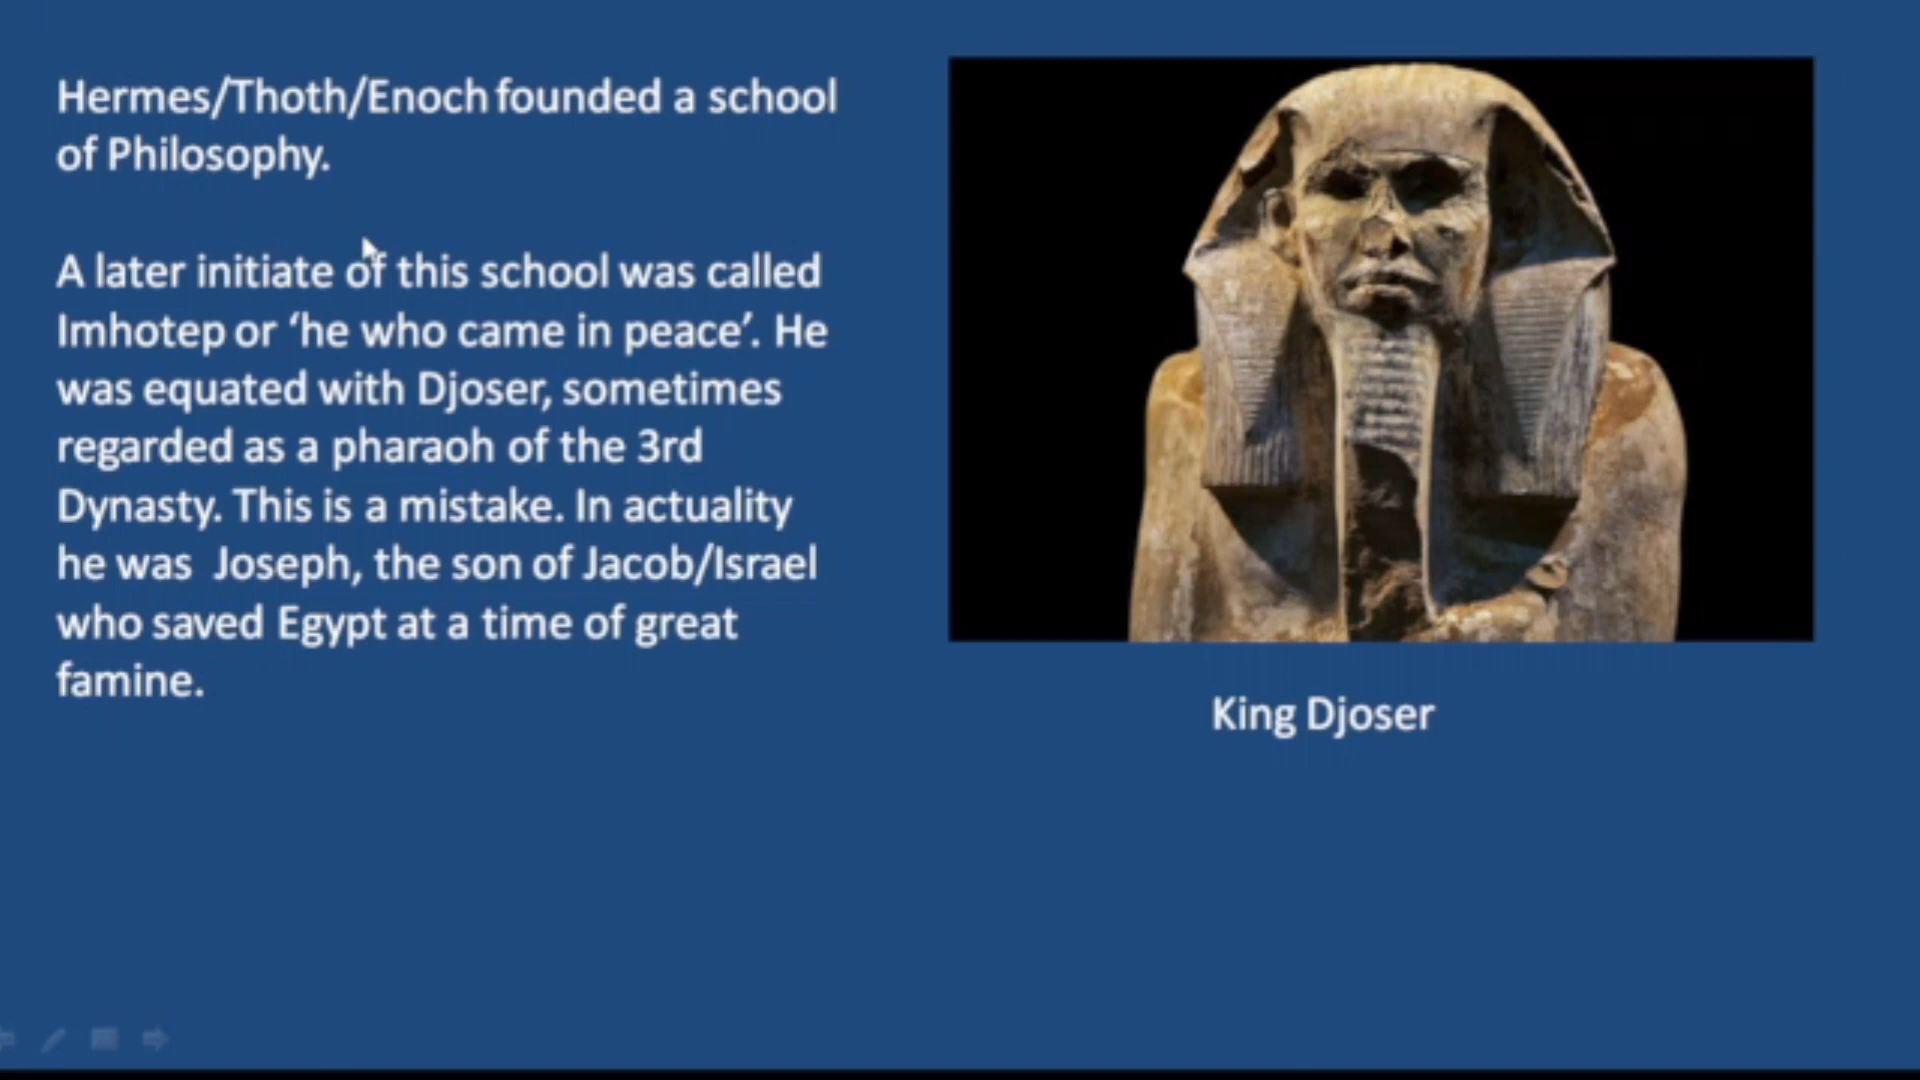 Hermes/Thoth/Enoch founded a school
of Philosophy.
A later initiate of this school was called
Imhotep or ‘he who came in peace’. He
was equated with Djoser, sometimes
regarded as a pharaoh of the 3rd
Dynasty. This is a mistake. In actuality
he was  Joseph, the son of Jacob/Israel
who saved Egypt at a time of great
famine.
King Djoser